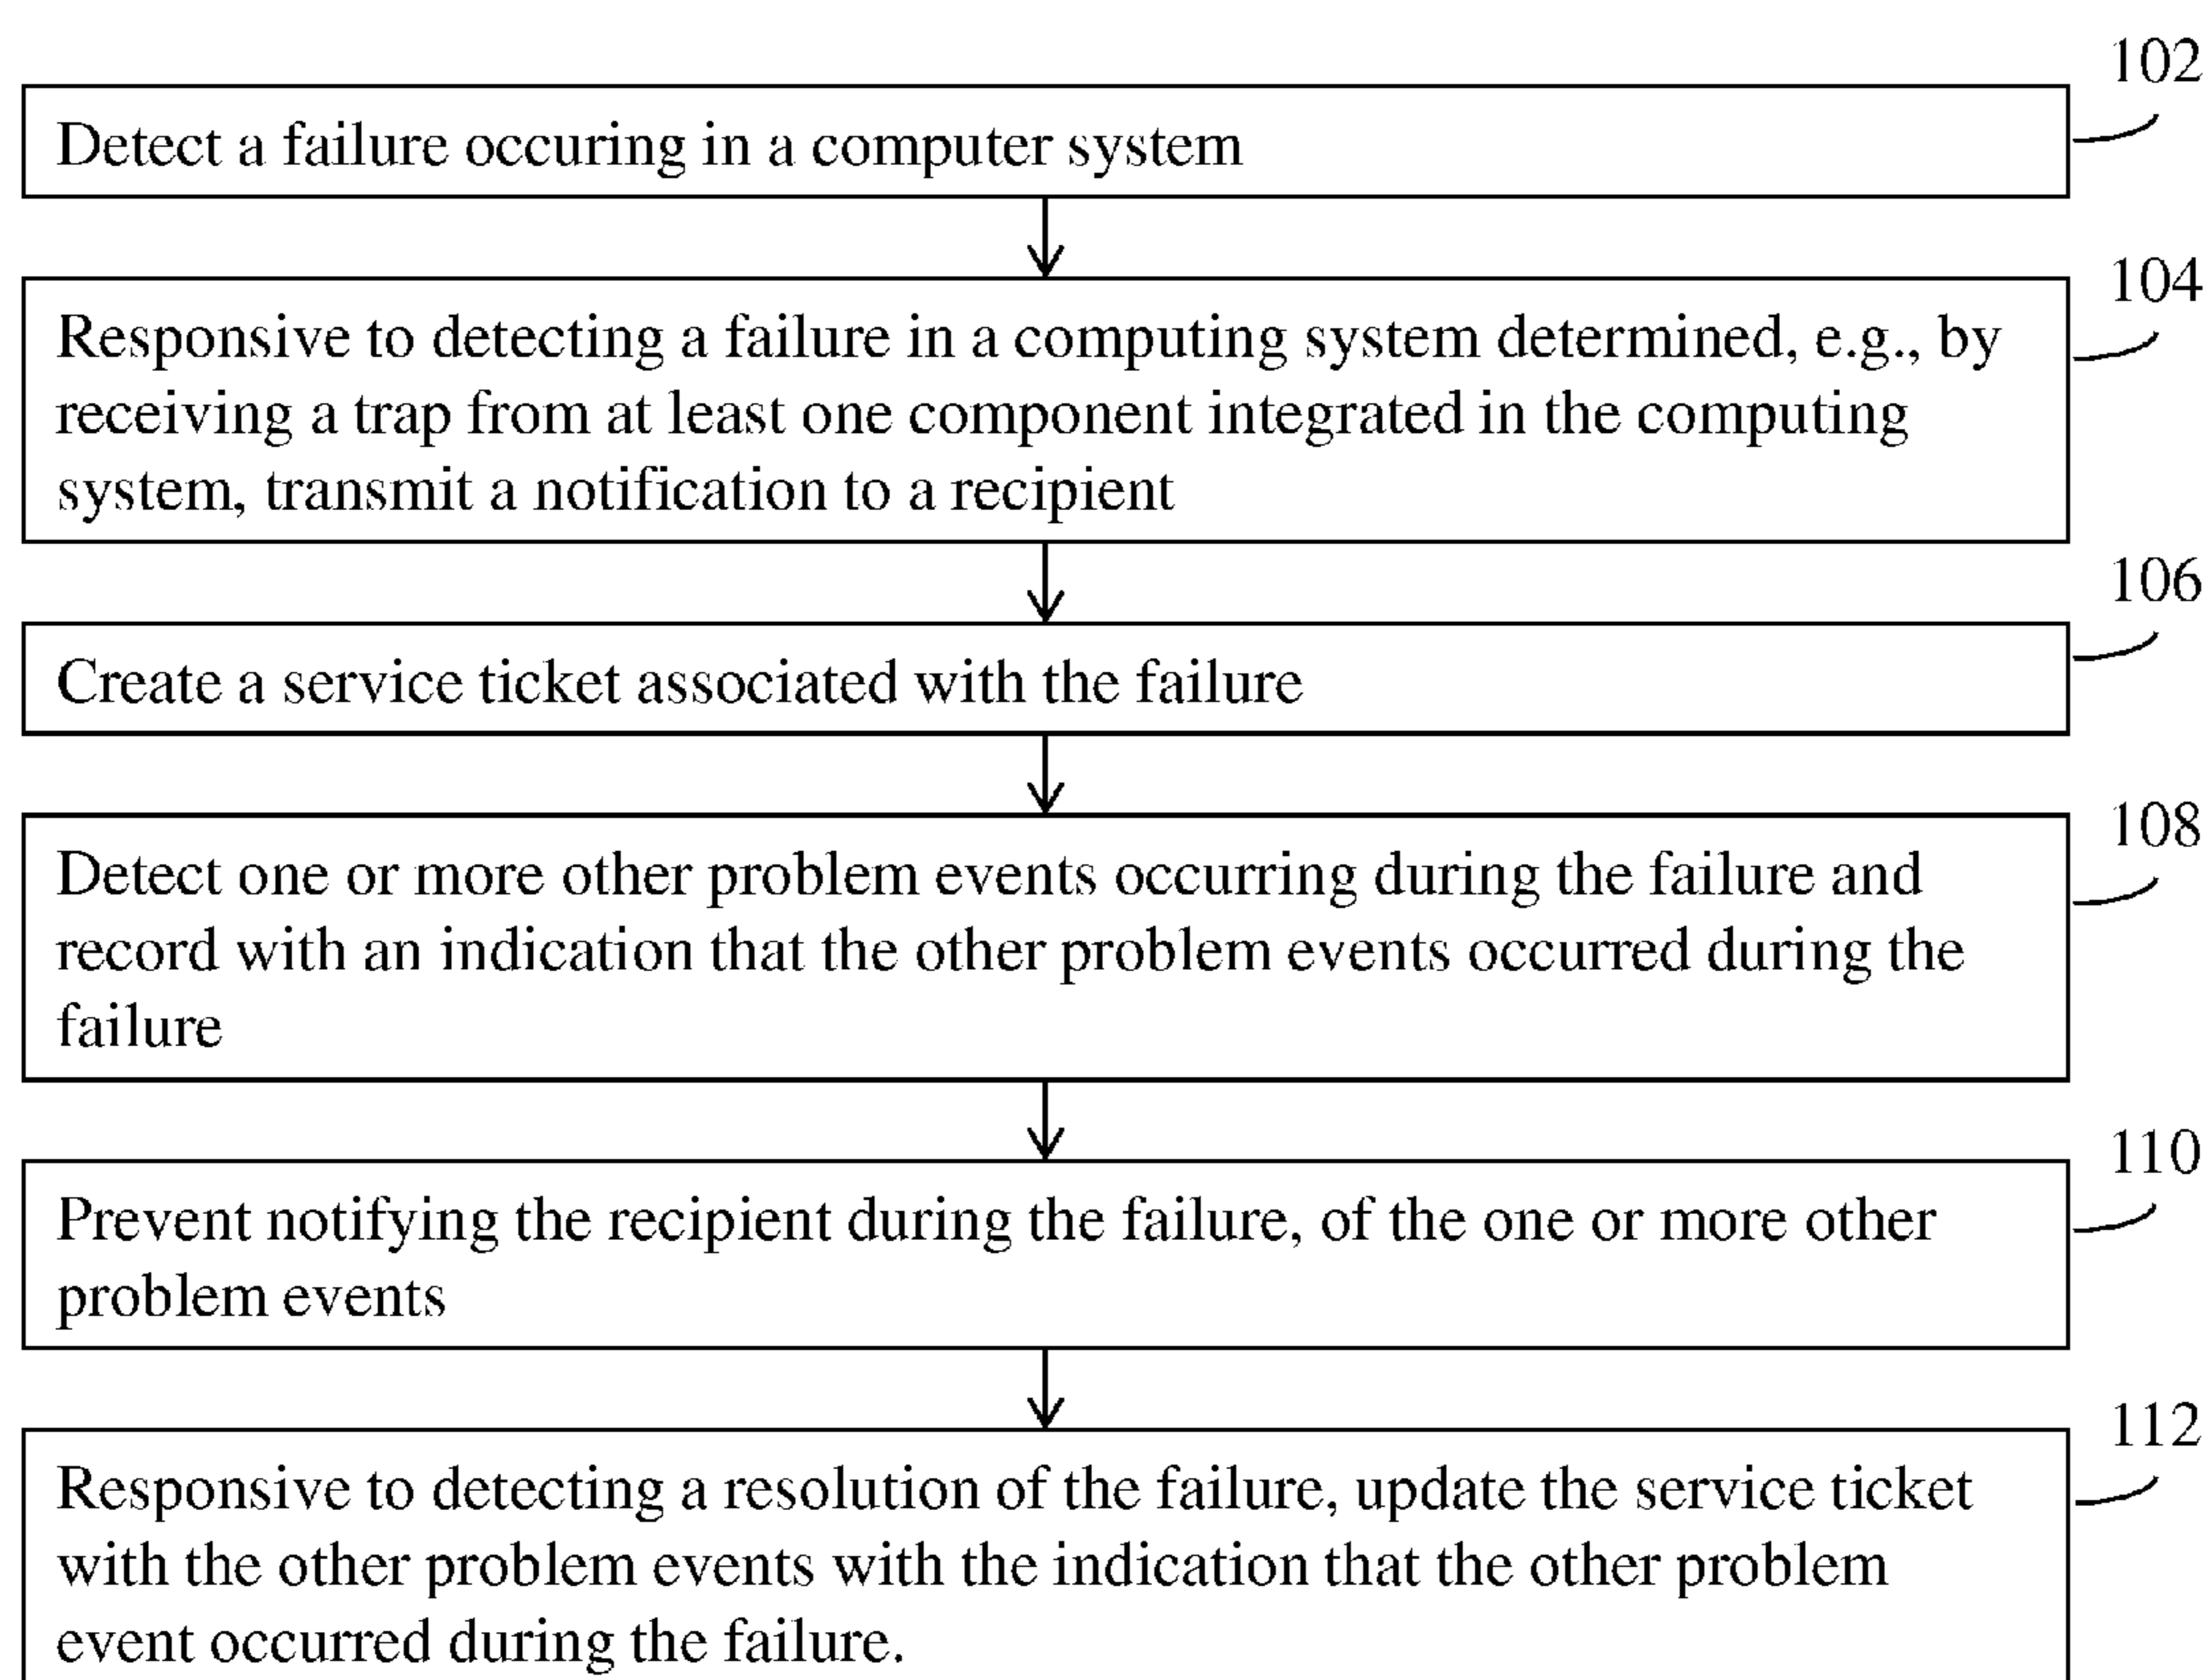 102
Detect a failure occuring in a computer system
104
Responsive to detecting a failure in a computing system determined, e.g., by
receiving a trap from at least one component integrated in the computing
system, transmit a notification to a recipient
106
Create a service ticket associated with the failure
108
Detect one or more other problem events occurring during the failure and
record with an indication that the other problem events occurred during the
failure
110
Prevent notifying the recipient during the failure, of the one or more other
problem events
112
Responsive to detecting a resolution of the failure, update the service ticket
with the other problem events with the indication that the other problem
event occurred during the failure.